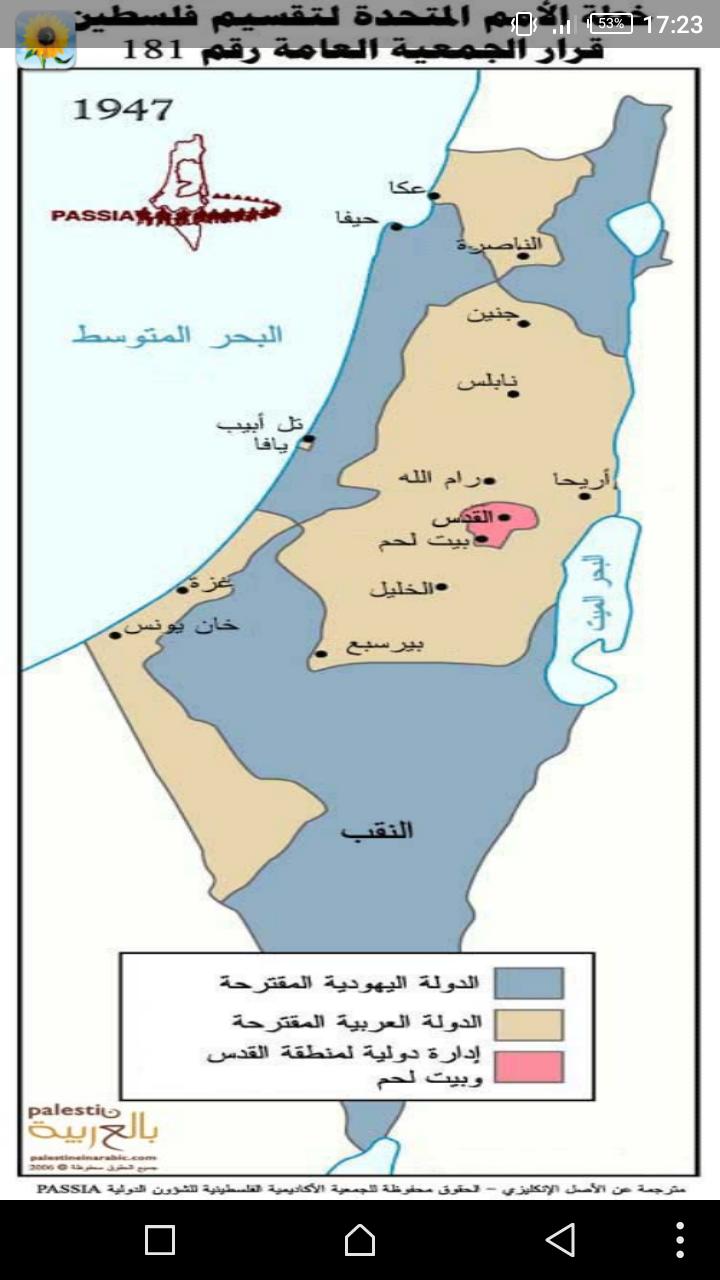 خطة الأمم المتحدة لتقسيم فلسطين
53% 17:23
قرار الجمعية العامة رقم 181
1947
PASSIA
عكا
حيفا
الناصرة
جنين
البحر المتوسط
نابلس
تل أبيب
يافا
رام الله
أريحا
القدس
بيت لحم
البحر الميت
الخليل
غزة
خان يونس
بيرسبع
النقب
الدولة اليهودية المقترحة
الدولة العربية المقترحة
إدارة دولية لمنطقة القدس
وبيت لحم
palestin
بالعربية
palestineinarabic.com
جميع الحقوق محفوظة © 2006
مترجمة عن الأصل الإنكليزي – الحقوق محفوظة للجمعية الأكاديمية الفلسطينية للشؤون الدولية PASSIA